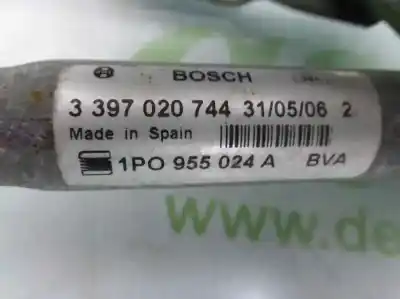 BOSCH
3 397 020 744 31/05/06 2
Made in Spain
1PO 955 024 A BVA
www.de